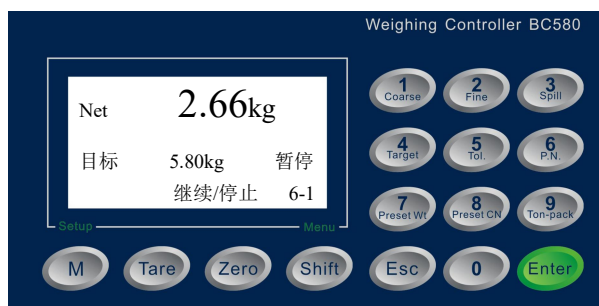 Weighing Controller BC580
Net 2.66kg
目标 5.80kg 暂停
继续/停止 6-1
Setup Menu
1 Coarse
2 Fine
3 Spill
4 Target
5 Tol.
6 P.N.
7 Preset Wt
8 Preset CN
9 Ton-pack
M Tare Zero Shift Esc 0 Enter